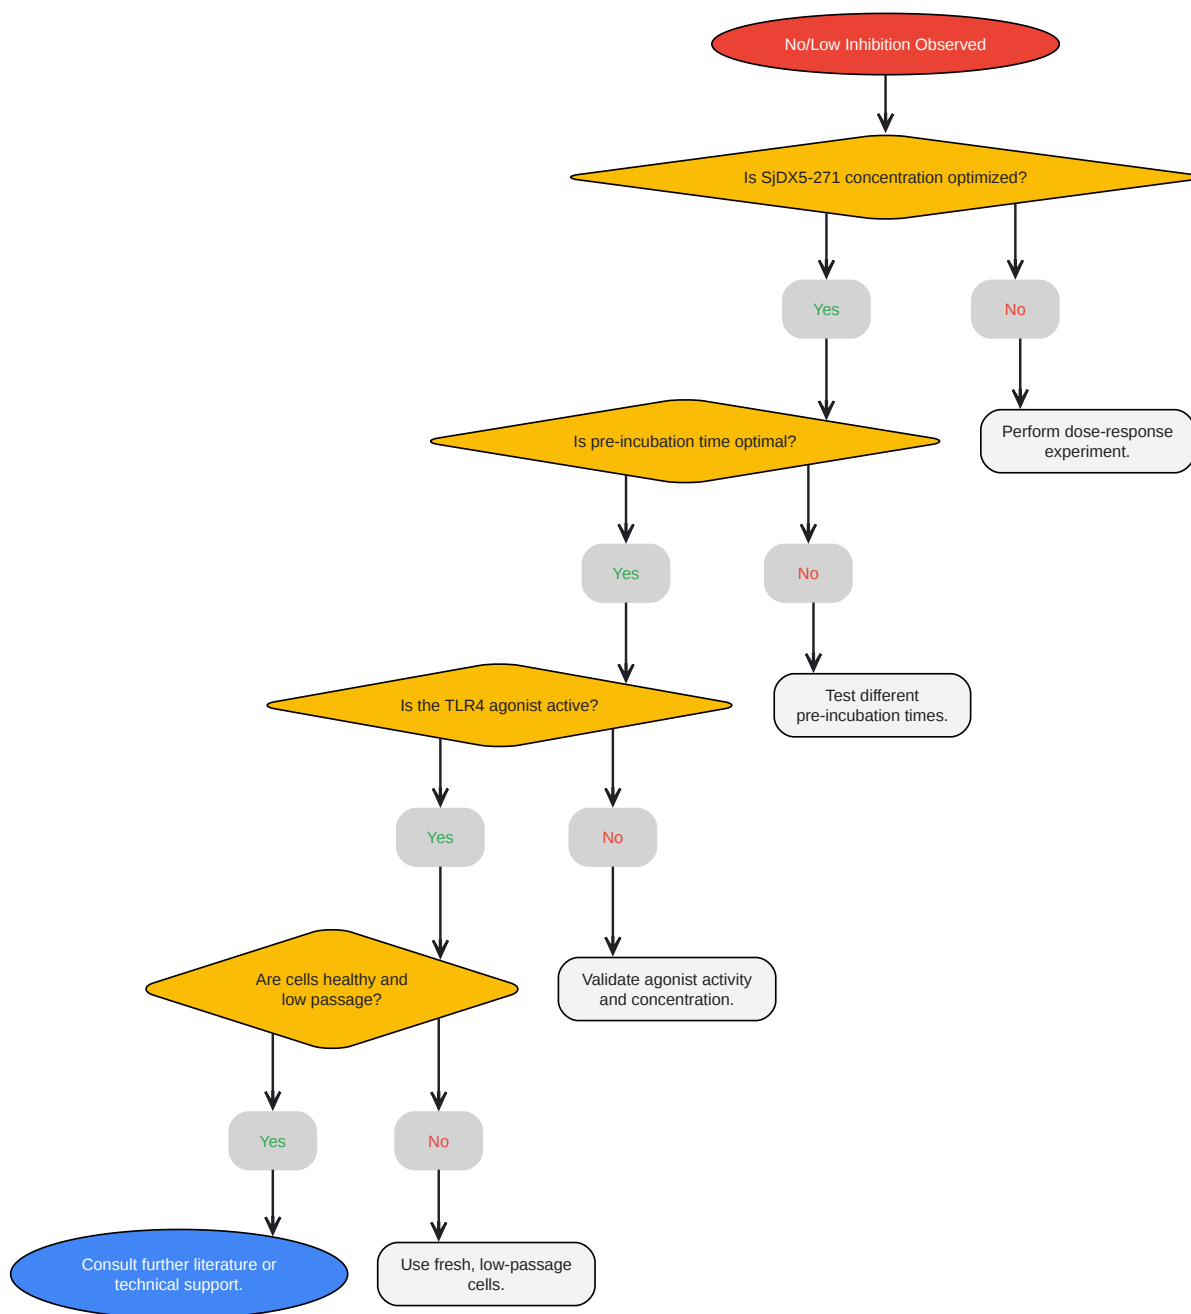 No/Low Inhibition Observed
Is SjDX5-271 concentration optimized?
Yes
No
Perform dose-response
experiment.
Is pre-incubation time optimal?
Yes
No
Test different
pre-incubation times.
Is the TLR4 agonist active?
Yes
No
Validate agonist activity
and concentration.
Are cells healthy and
low passage?
Yes
No
Consult further literature or
technical support.
Use fresh, low-passage
cells.